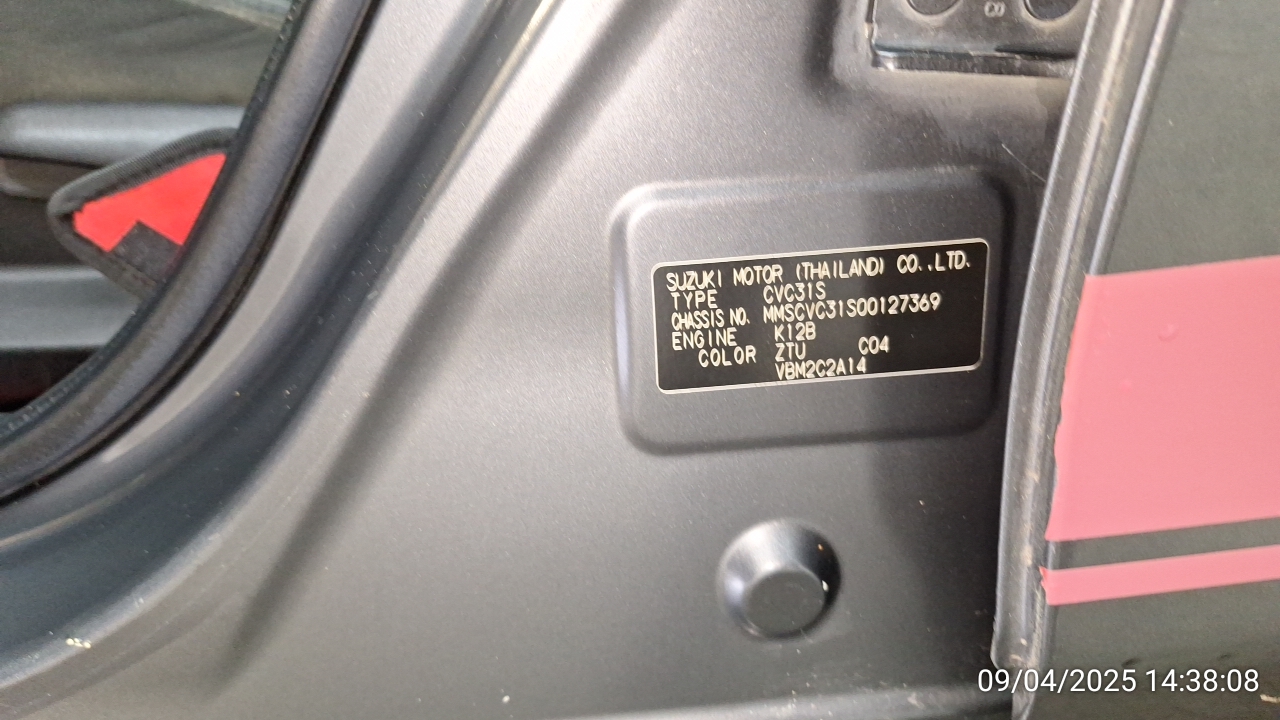 CO
SUZUKI MOTOR (THAILAND) CO.,LTD.
TYPE CVC31S
CHASSIS NO. MMSCVC31S00127369
ENGINE K12B
COLOR ZTU C04
VBM2C2A14
09/04/2025 14:38:08